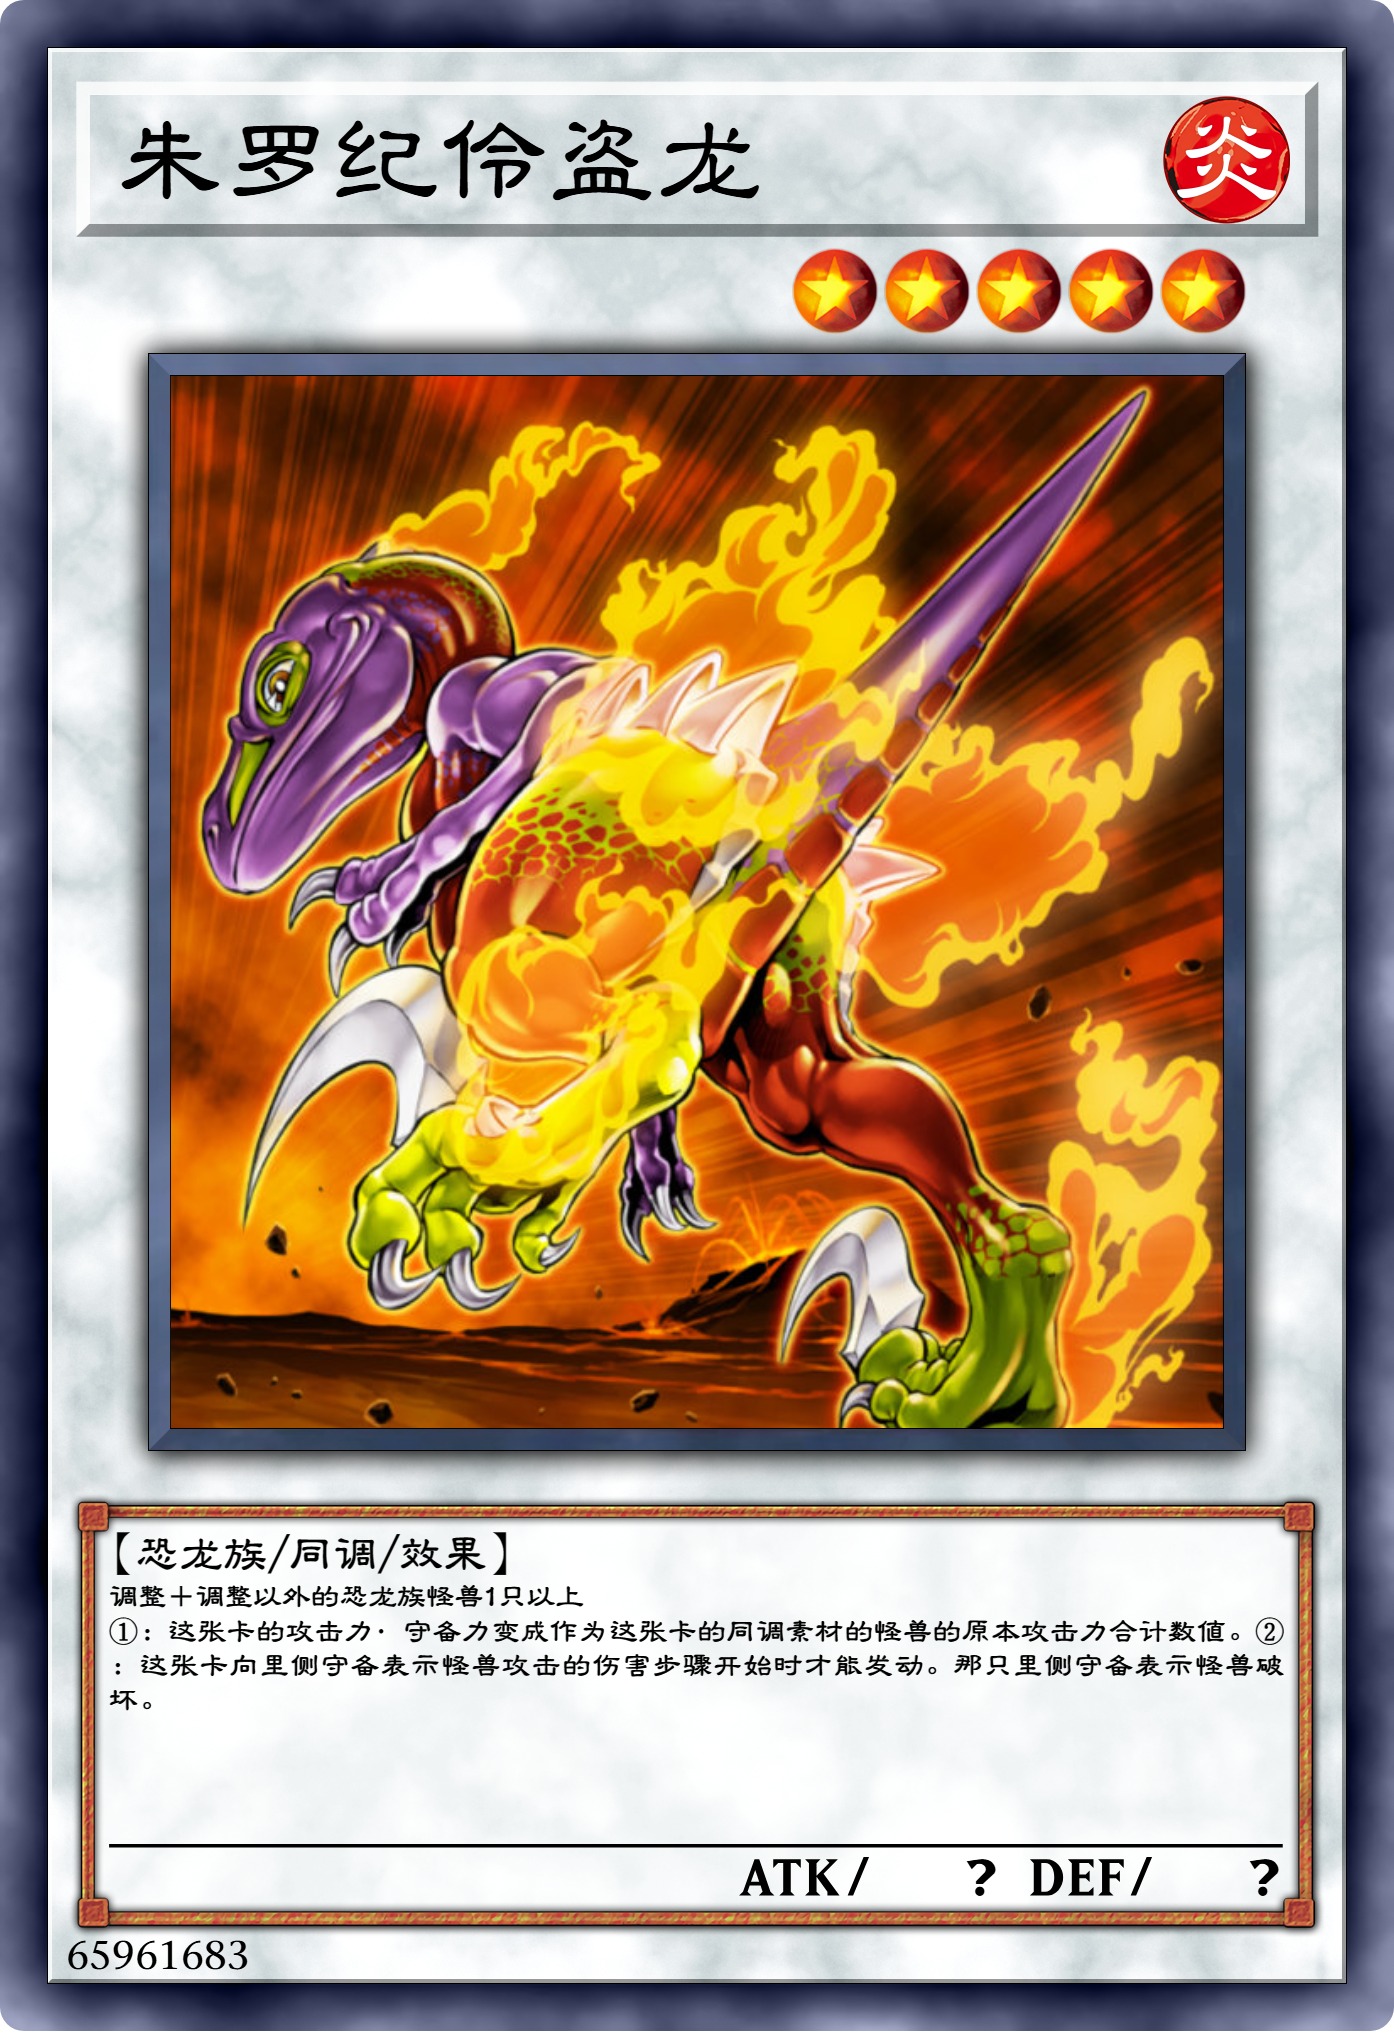 朱罗纪伶盗龙
炎
【恐龙族/同调/效果】
调整＋调整以外的恐龙族怪兽1只以上
①：这张卡的攻击力·守备力变成作为这张卡的同调素材的怪兽的原本攻击力合计数值。②
：这张卡向里侧守备表示怪兽攻击的伤害步骤开始时才能发动。那只里侧守备表示怪兽破
坏。
ATK/ ? DEF/ ?
65961683